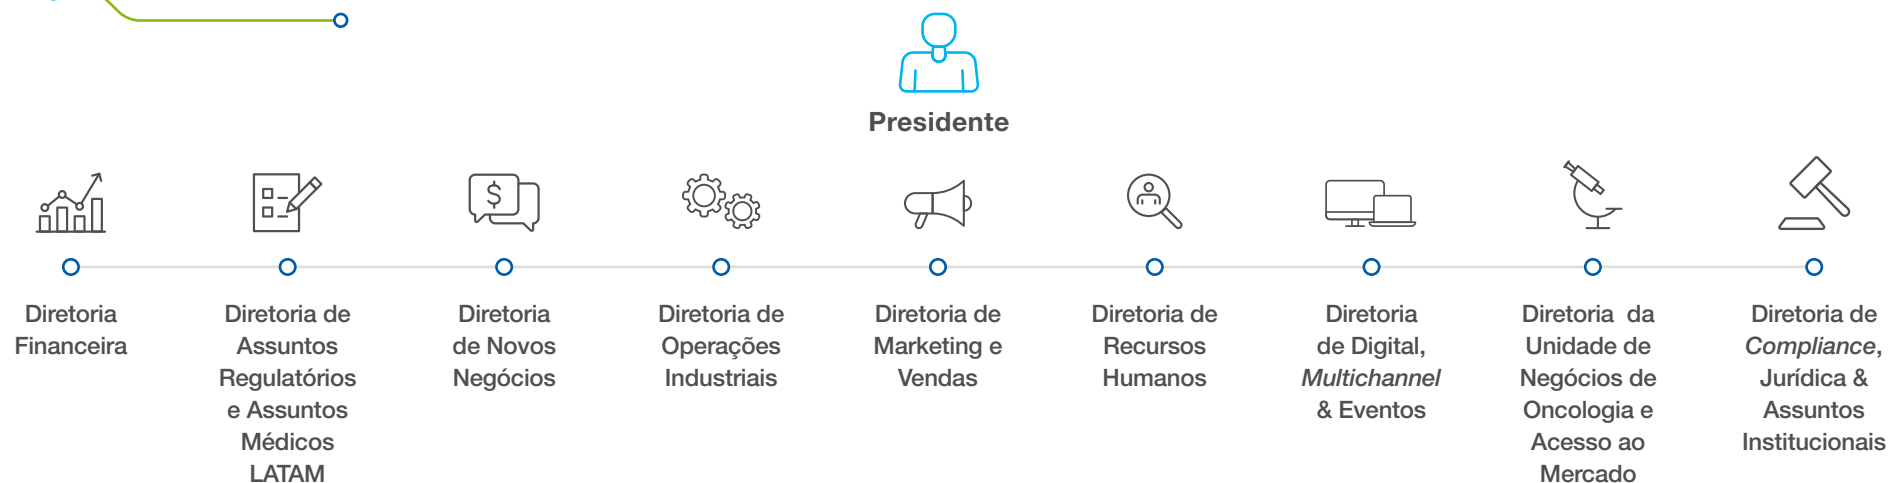 Presidente
Diretoria
Financeira
Diretoria de
Assuntos
Regulatórios
e Assuntos
Médicos
LATAM
Diretoria
de Novos
Negócios
Diretoria de
Operações
Industriais
Diretoria de
Marketing e
Vendas
Diretoria de
Recursos
Humanos
Diretoria
de Digital,
Multichannel
& Eventos
Diretoria da
Unidade de
Negócios de
Oncologia e
Acesso ao
Mercado
Diretoria de
Compliance,
Jurídica &
Assuntos
Institucionais